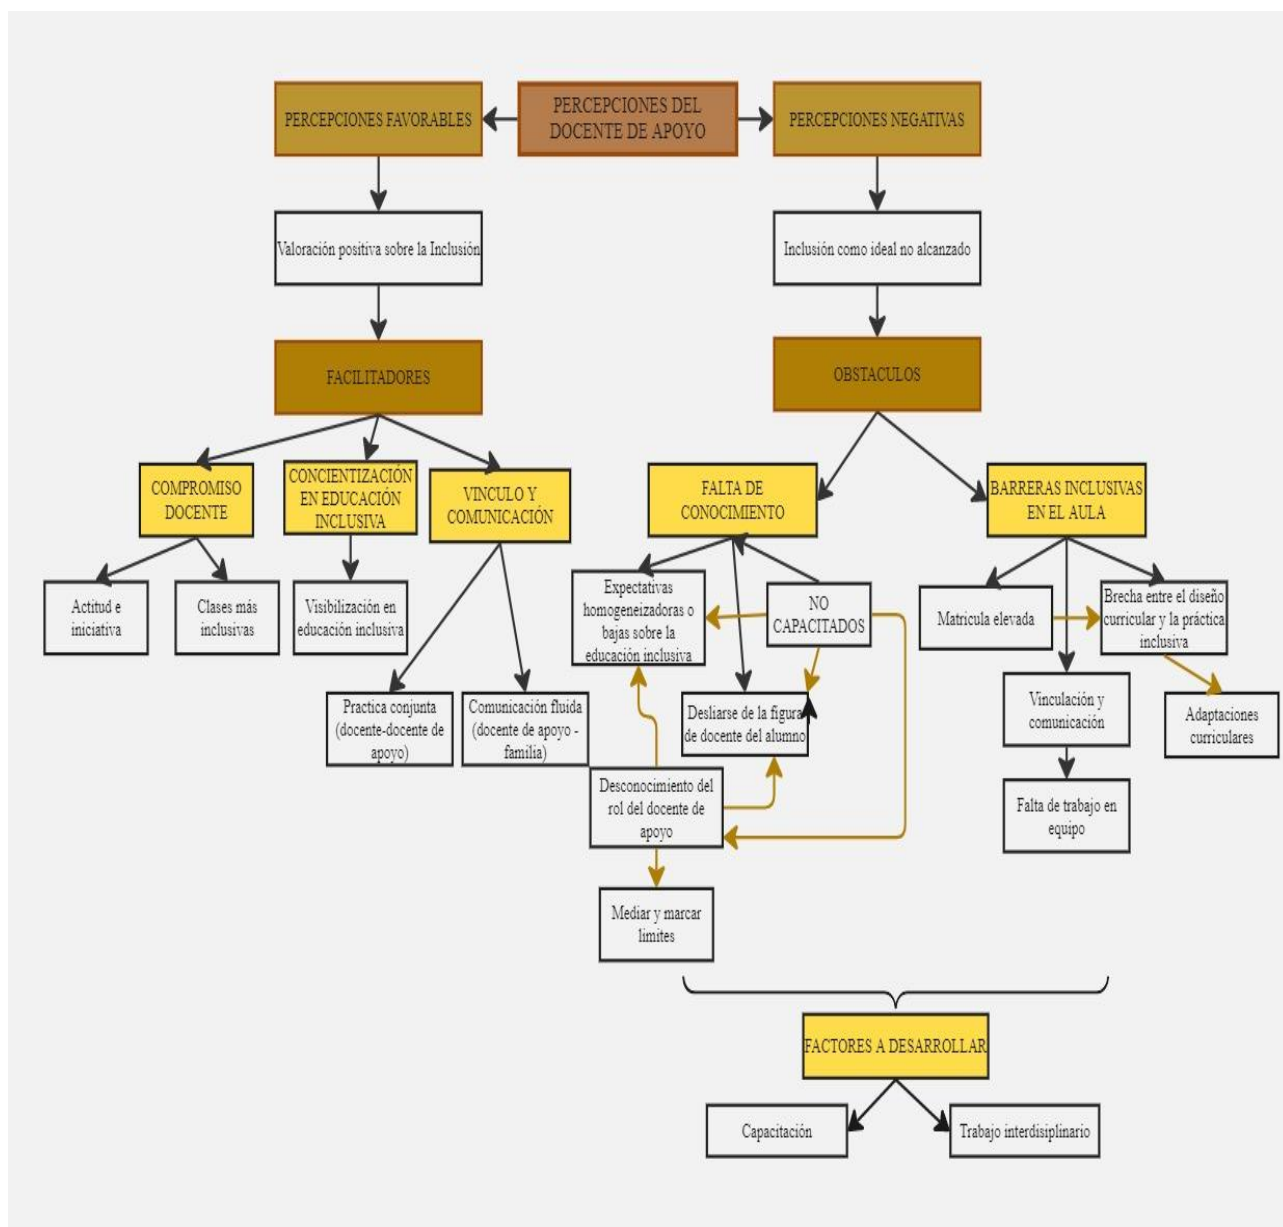 PERCEPCIONES FAVORABLES
PERCEPCIONES DEL
DOCENTE DE APOYO
PERCEPCIONES NEGATIVAS
Valoración positiva sobre la Inclusión
Inclusión como ideal no alcanzado
FACILITADORES
OBSTACULOS
COMPROMISO
DOCENTE
CONCIENTIZACIÓN
EN EDUCACIÓN
INCLUSIVA
VINCULO Y
COMUNICACIÓN
FALTA DE
CONOCIMIENTO
BARRERAS INCLUSIVAS
EN EL AULA
Actitud e
iniciativa
Clases más
inclusivas
Visibilización en
educación inclusiva
Expectativas
homogeneizadoras o
bajas sobre la
educación inclusiva
NO
CAPACITADOS
Matricula elevada
Brecha entre el diseño
curricular y la práctica
inclusiva
Practica conjunta
(docente-docente de
apoyo)
Comunicación fluida
(docente de apoyo -
familia)
Desliarse de la figura
de docente del alumno
Vinculación y
comunicación
Adaptaciones
curriculares
Desconocimiento del
rol del docente de
apoyo
Falta de trabajo en
equipo
Mediar y marcar
limites
FACTORES A DESARROLLAR
Capacitación
Trabajo interdisiplinario